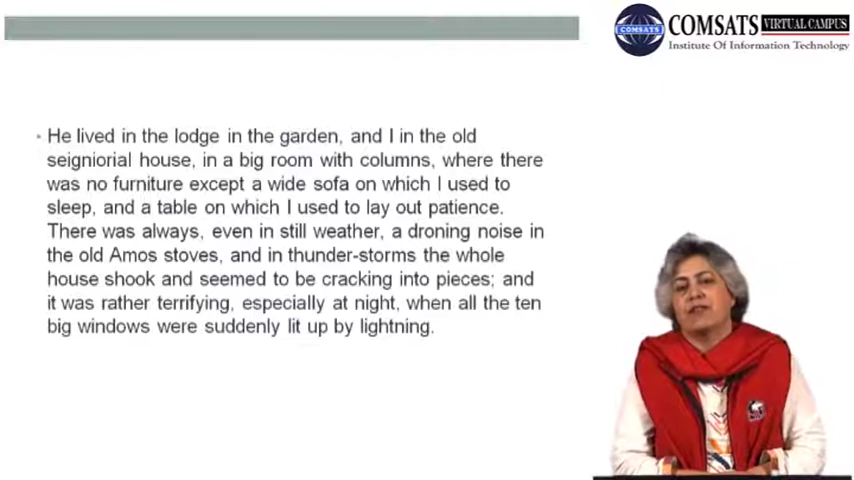 COMSATS
COMSATS VIRTUAL CAMPUS
Institute Of Information Technology
He lived in the lodge in the garden, and I in the old
seigniorial house, in a big room with columns, where there
was no furniture except a wide sofa on which I used to
sleep, and a table on which I used to lay out patience.
There was always, even in still weather, a droning noise in
the old Amos stoves, and in thunder-storms the whole
house shook and seemed to be cracking into pieces; and
it was rather terrifying, especially at night, when all the ten
big windows were suddenly lit up by lightning.